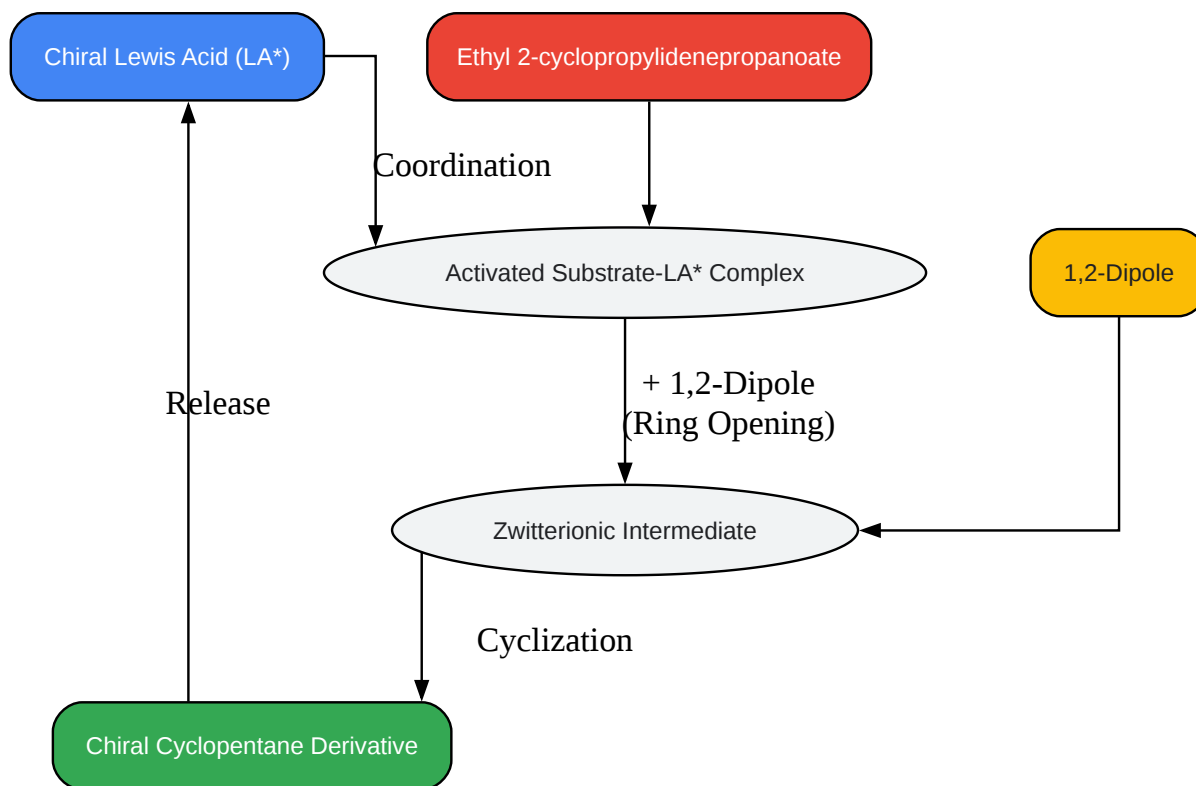 Chiral Lewis Acid (LA*)
Ethyl 2-cyclopropylidenepropanoate
Coordination
Activated Substrate-LA* Complex
1,2-Dipole
+ 1,2-Dipole
(Ring Opening)
Release
Zwitterionic Intermediate
Cyclization
Chiral Cyclopentane Derivative